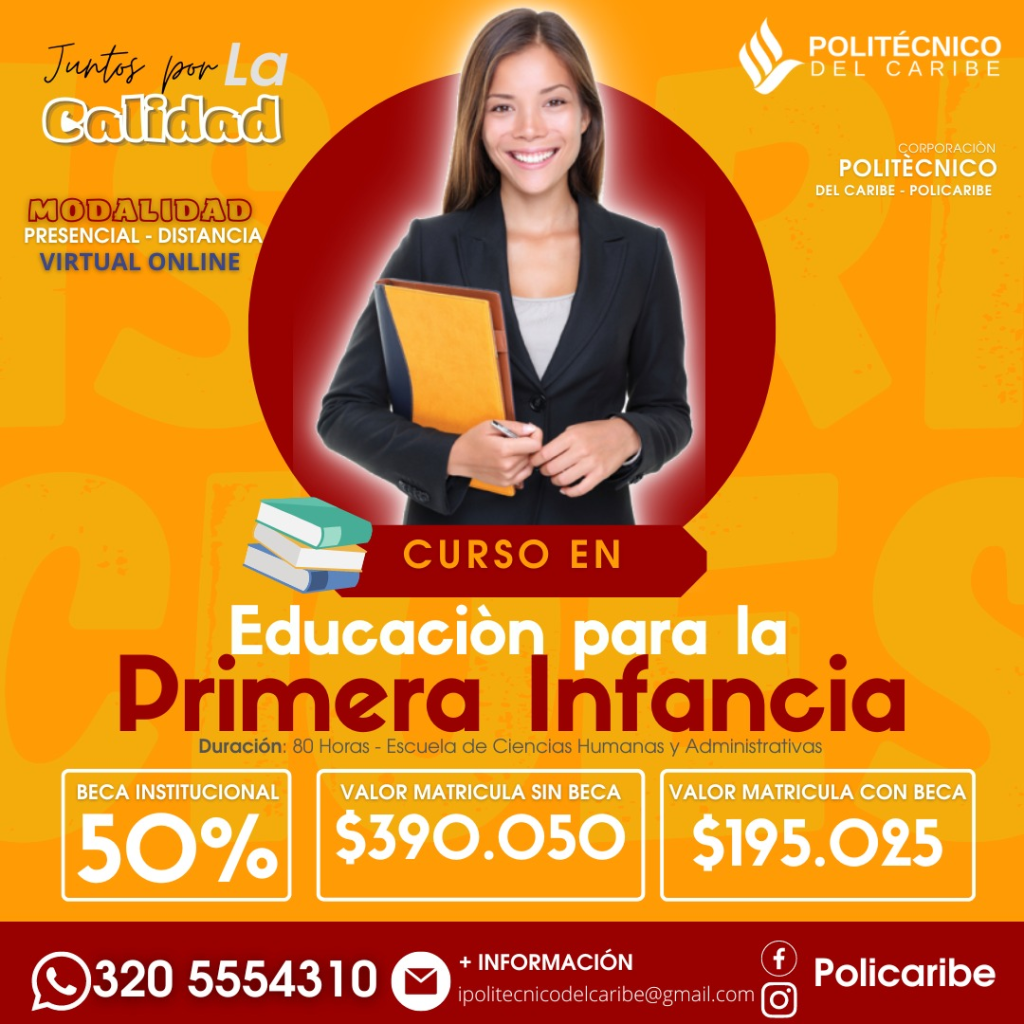 Juntos por La
Calidad
POLITÉCNICO
DEL CARIBE
CORPORACIÓN
POLITÈCNICO
DEL CARIBE - POLICARIBE
MODALIDAD
PRESENCIAL - DISTANCIA
VIRTUAL ONLINE
CURSO EN
Educaciòn para la
Primera Infancia
Duración: 80 Horas - Escuela de Ciencias Humanas y Administrativas
BECA INSTITUCIONAL
50%
VALOR MATRICULA SIN BECA
$390.050
VALOR MATRICULA CON BECA
$195.025
320 5554310
+ INFORMACIÓN
ipolitecnicodelcaribe@gmail.com
Policaribe